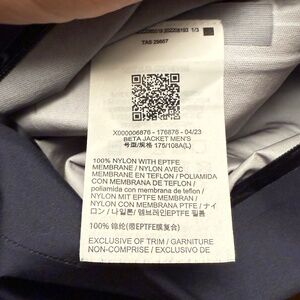 1/3
TAS 29667
X000006876 - 176876 - 04/23
BETA JACKET MEN'S
号型/规格 175/108A(L)
100% NYLON WITH EPTFE
MEMBRANE / NYLON AVEC
MEMBRANE EN TEFLON / POLIAMIDA
CON MEMBRANA DE TEFLON /
poliamida con membrana de teflon /
NYLON MIT EPTFE MEMBRAN /
NYLON CON MEMBRANA PTFE / ナイ
ロン / 나일론/ 멤브레인EPTFE 필름
100% 锦纶 (带EPTFE膜复合)
EXCLUSIVE OF TRIM / GARNITURE
NON-COMPRISE / EXCLUSIVO DE